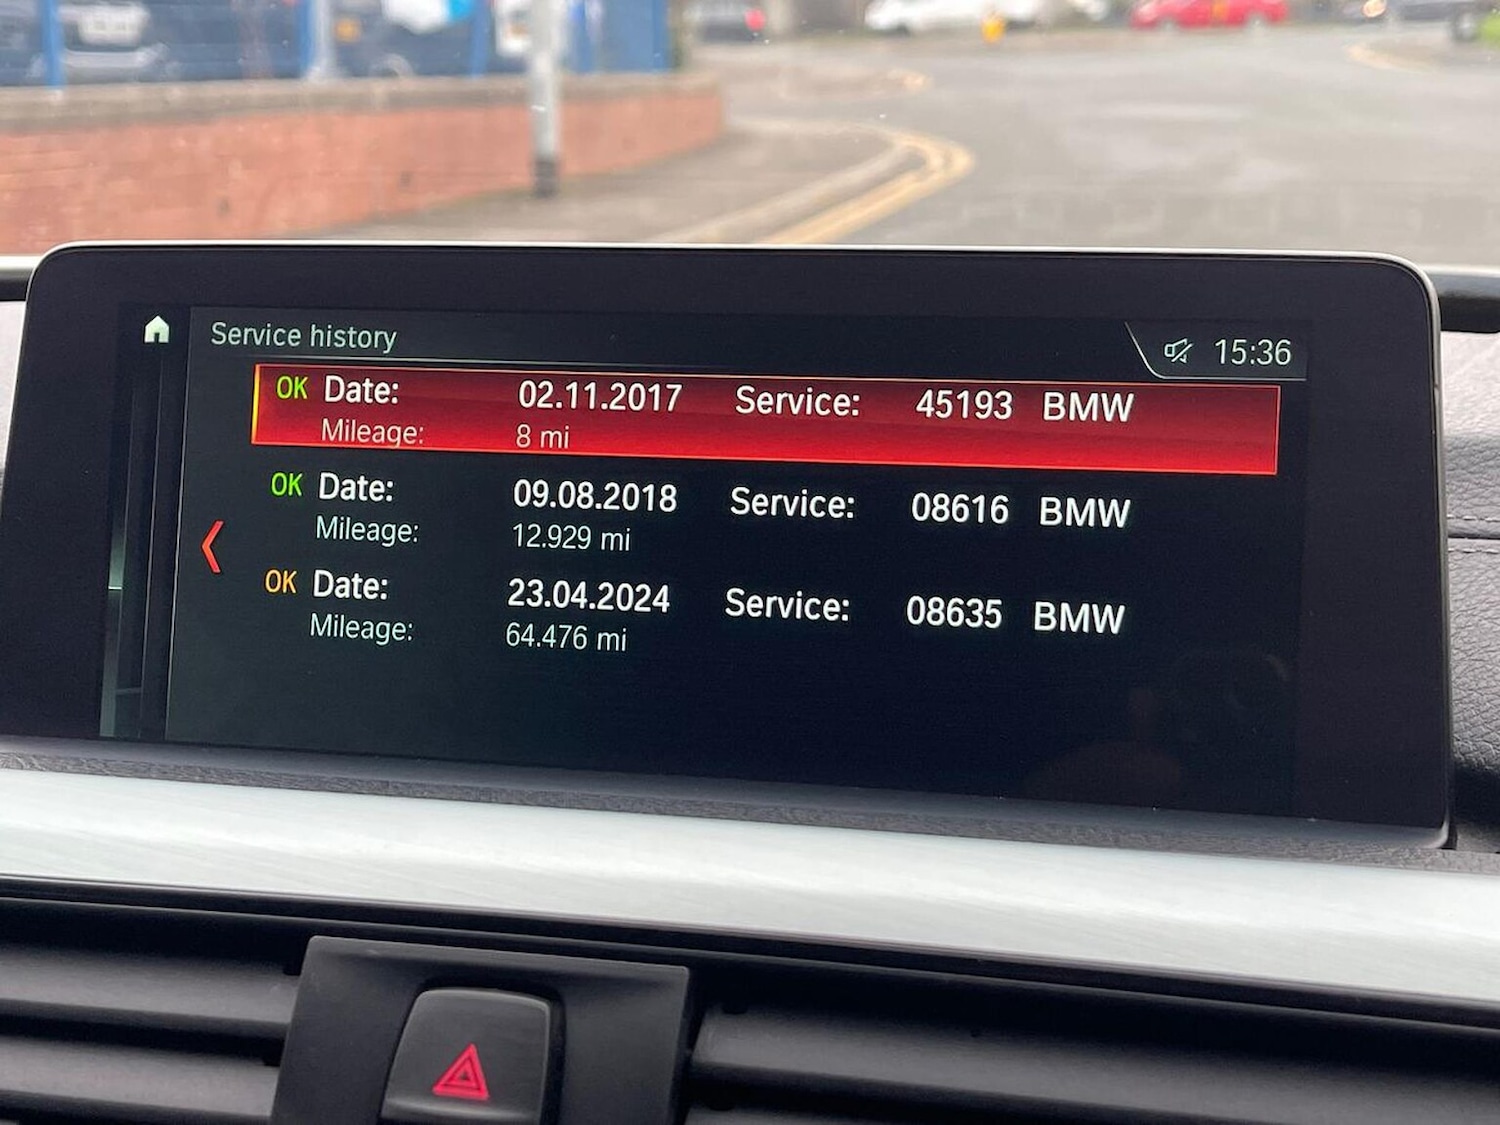 Service history
15:36
OK Date: 02.11.2017 Service: 45193 BMW
Mileage: 8 mi
OK Date: 09.08.2018 Service: 08616 BMW
Mileage: 12.929 mi
OK Date: 23.04.2024 Service: 08635 BMW
Mileage: 64.476 mi